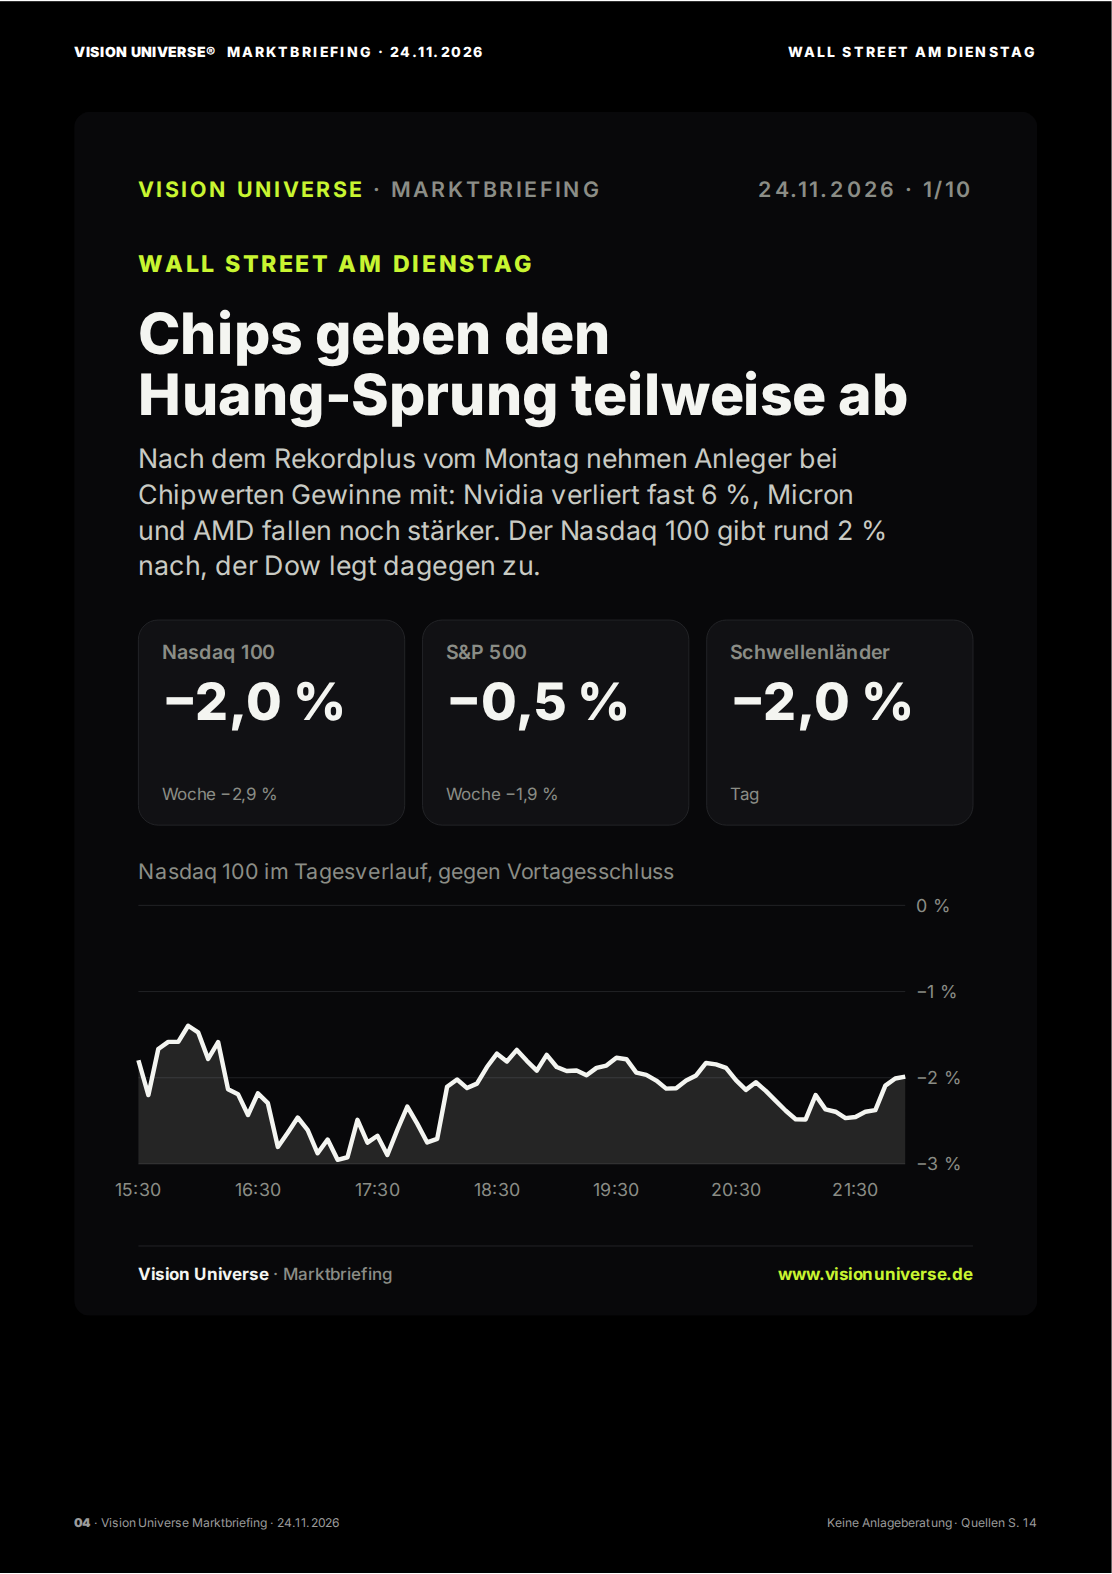 VISION UNIVERSE® MARKTBRIEFING · 24.11.2026
WALL STREET AM DIENSTAG
VISION UNIVERSE · MARKTBRIEFING
24.11.2026 · 1/10
WALL STREET AM DIENSTAG
Chips geben den
Huang-Sprung teilweise ab
Nach dem Rekordplus vom Montag nehmen Anleger bei
Chipwerten Gewinne mit: Nvidia verliert fast 6 %, Micron
und AMD fallen noch stärker. Der Nasdaq 100 gibt rund 2 %
nach, der Dow legt dagegen zu.
Nasdaq 100
−2,0 %
Woche −2,9 %
S&P 500
−0,5 %
Woche −1,9 %
Schwellenländer
−2,0 %
Tag
Nasdaq 100 im Tagesverlauf, gegen Vortagesschluss
0 %
−1 %
−2 %
−3 %
15:30 16:30 17:30 18:30 19:30 20:30 21:30
Vision Universe · Marktbriefing
www.visionuniverse.de
04 · Vision Universe Marktbriefing · 24.11.2026
Keine Anlageberatung · Quellen S. 14